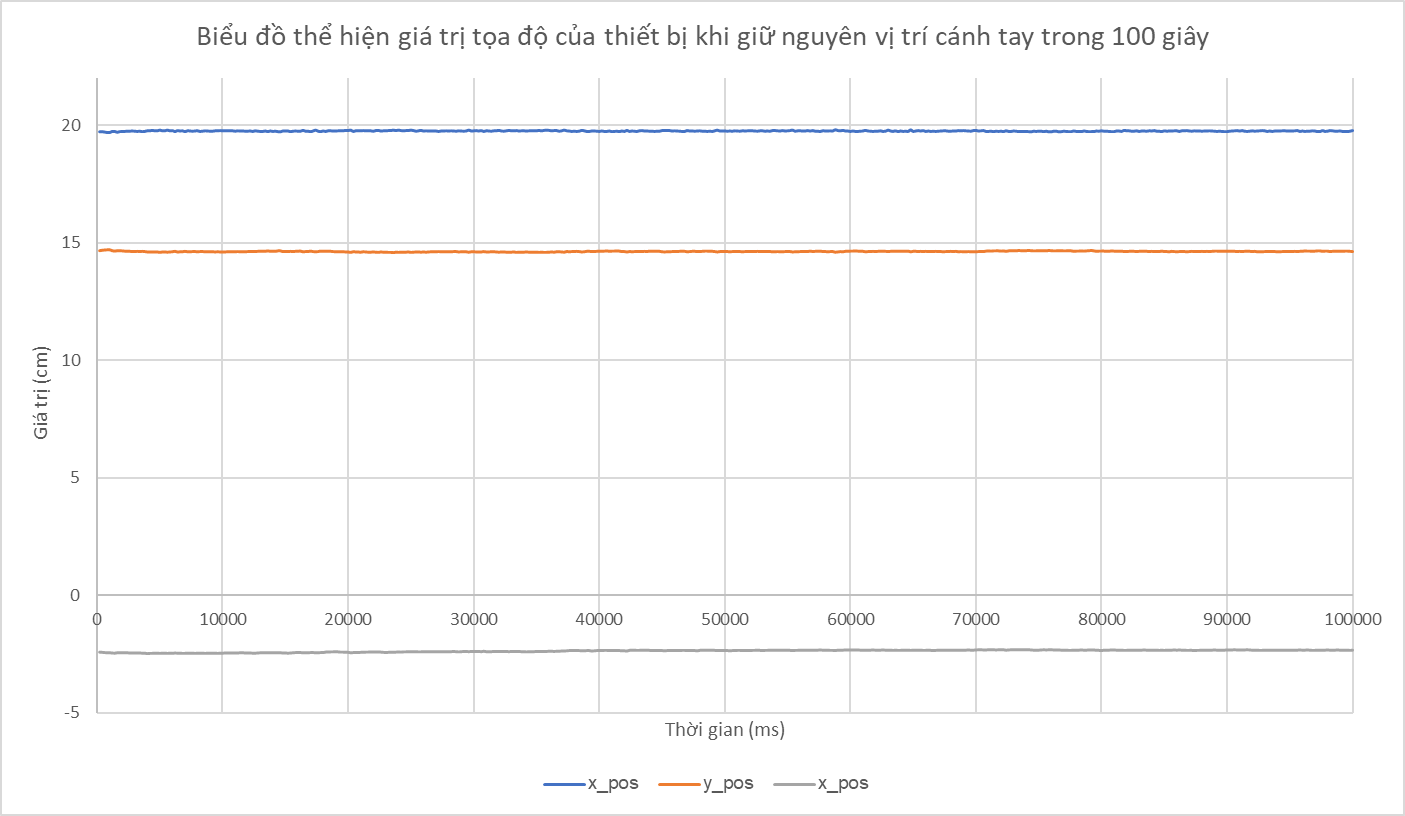 Biểu đồ thể hiện giá trị tọa độ của thiết bị khi giữ nguyên vị trí cánh tay trong 100 giây
20
15
10
5
0
-5
Giá trị (cm)
0 10000 20000 30000 40000 50000 60000 70000 80000 90000 100000
Thời gian (ms)
x_pos y_pos x_pos